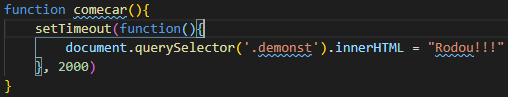 function comecar(){
    setTimeout(function(){
        document.querySelector('.demonst').innerHTML = "Rodou!!!"
    }, 2000)
}